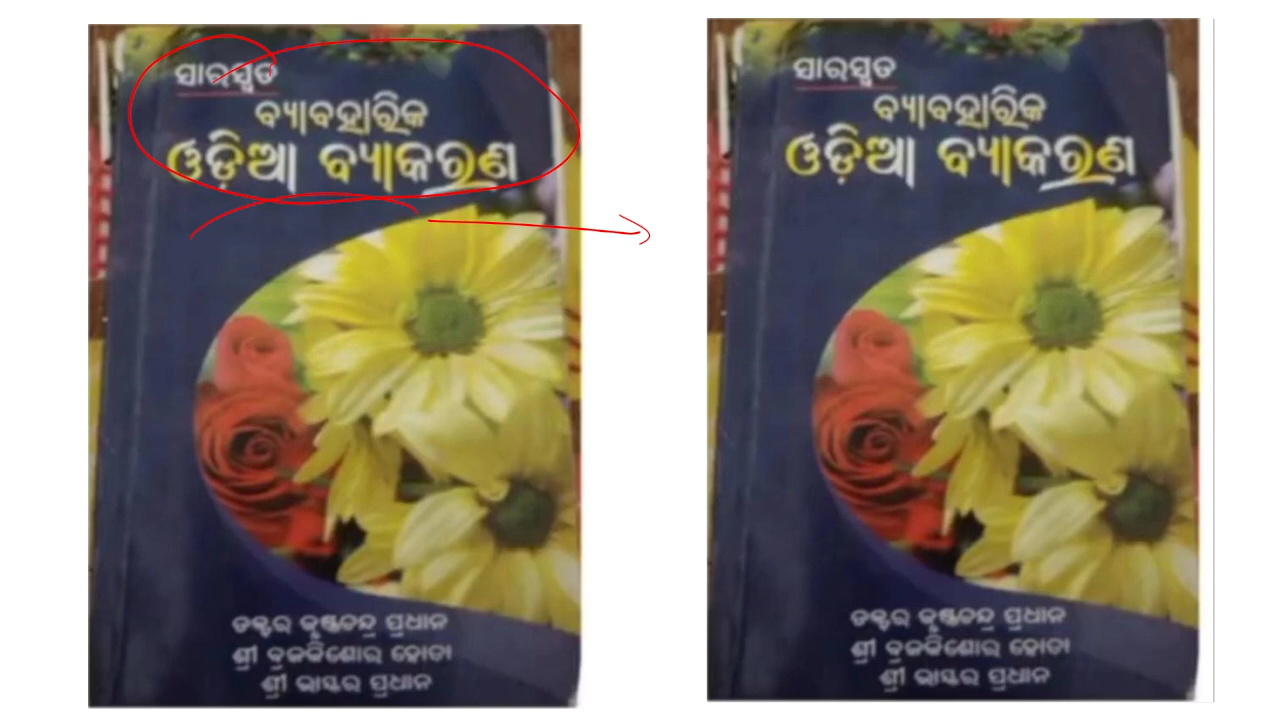 ସାରସ୍ୱତ
ବ୍ୟାବହାରିକ
ଓଡ଼ିଆ ବ୍ୟାକରଣ
ଡକ୍ଟର କୃଷ୍ଣଚନ୍ଦ୍ର ପ୍ରଧାନ
ଶ୍ରୀ ବ୍ରଜକିଶୋର ହୋତା
ଶ୍ରୀ ଭାସ୍କର ପ୍ରଧାନ
ସାରସ୍ୱତ
ବ୍ୟାବହାରିକ
ଓଡ଼ିଆ ବ୍ୟାକରଣ
ଡକ୍ଟର କୃଷ୍ଣଚନ୍ଦ୍ର ପ୍ରଧାନ
ଶ୍ରୀ ବ୍ରଜକିଶୋର ହୋତା
ଶ୍ରୀ ଭାସ୍କର ପ୍ରଧାନ